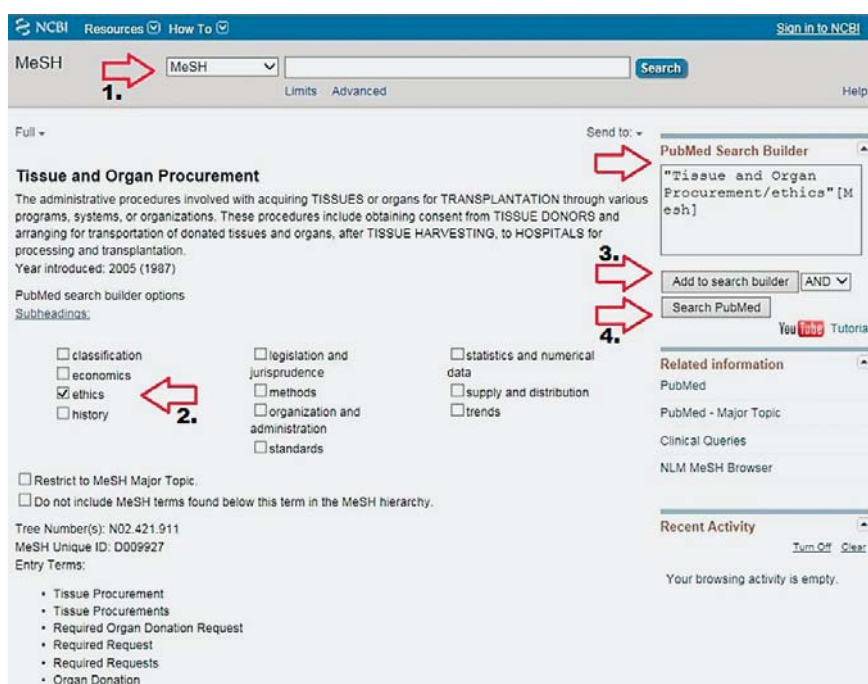 NCBI Resources How To Sign in to NCBI
MeSH
1.
MeSH
Search
Limits Advanced
Help
Full
Send to:
Tissue and Organ Procurement
The administrative procedures involved with acquiring TISSUES or organs for TRANSPLANTATION through various
programs, systems, or organizations. These procedures include obtaining consent from TISSUE DONORS and
arranging for transportation of donated tissues and organs, after TISSUE HARVESTING, to HOSPITALS for
processing and transplantation.
Year introduced: 2005 (1987)
PubMed search builder options
Subheadings:
classification
economics
ethics
2.
history
legislation and
jurisprudence
methods
organization and
administration
standards
statistics and numerical
data
supply and distribution
trends
Restrict to MeSH Major Topic.
Do not include MeSH terms found below this term in the MeSH hierarchy.
Tree Number(s): N02.421.911
MeSH Unique ID: D009927
Entry Terms:
• Tissue Procurement
• Tissue Procurements
• Required Organ Donation Request
• Required Request
• Required Requests
• Organ Donation
PubMed Search Builder
"Tissue and Organ
Procurement/ethics"[M
esh]
3.
Add to search builder AND
4.
Search PubMed
YouTube Tutoria
Related information
PubMed
PubMed - Major Topic
Clinical Queries
NLM MeSH Browser
Recent Activity
Turn Off Clear
Your browsing activity is empty.